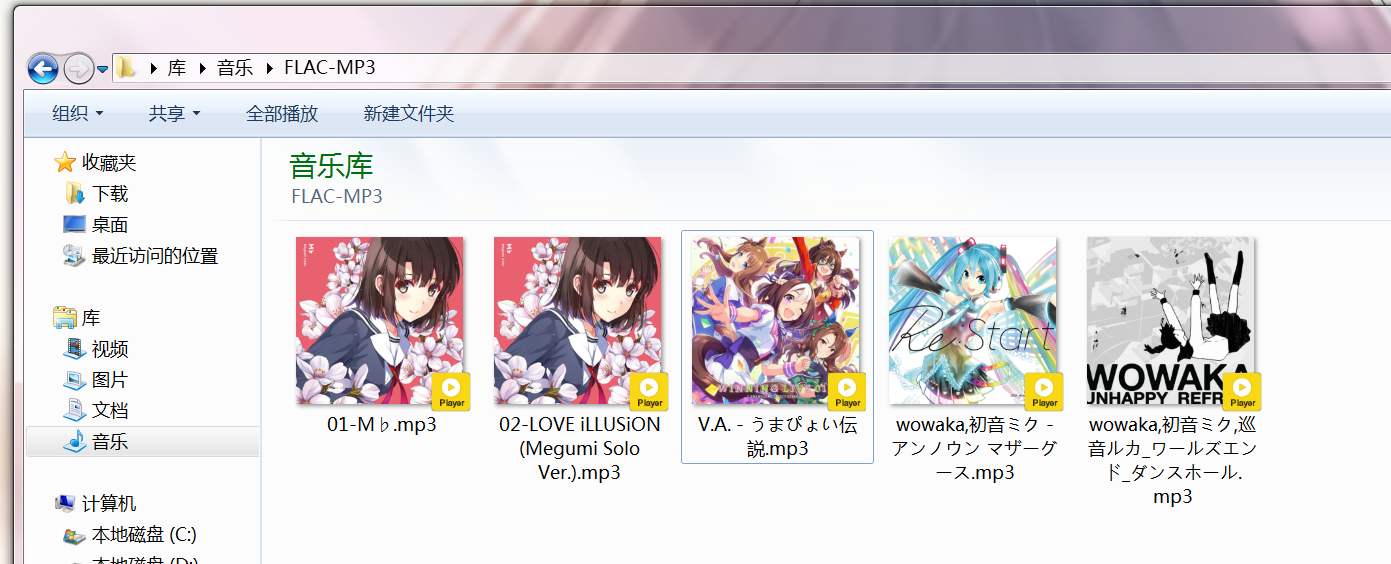 库 音乐 FLAC-MP3
组织 共享 全部播放 新建文件夹
收藏夹
下载
桌面
最近访问的位置
库
视频
图片
文档
音乐
计算机
本地磁盘 (C:)
本地磁盘 (D:)
音乐库
FLAC-MP3
Player
01-M♭.mp3
Player
02-LOVE iLLUSiON
(Megumi Solo
Ver.).mp3
WINNING LIVE 01
Player
V.A. - うまぴょい伝
説.mp3
Re:Start
Player
wowaka,初音ミク -
アンノウン マザーグ
ース.mp3
WOWAKA
UNHAPPY REFR
Player
wowaka,初音ミク,巡
音ルカ_ワールズエン
ド_ダンスホール.
mp3